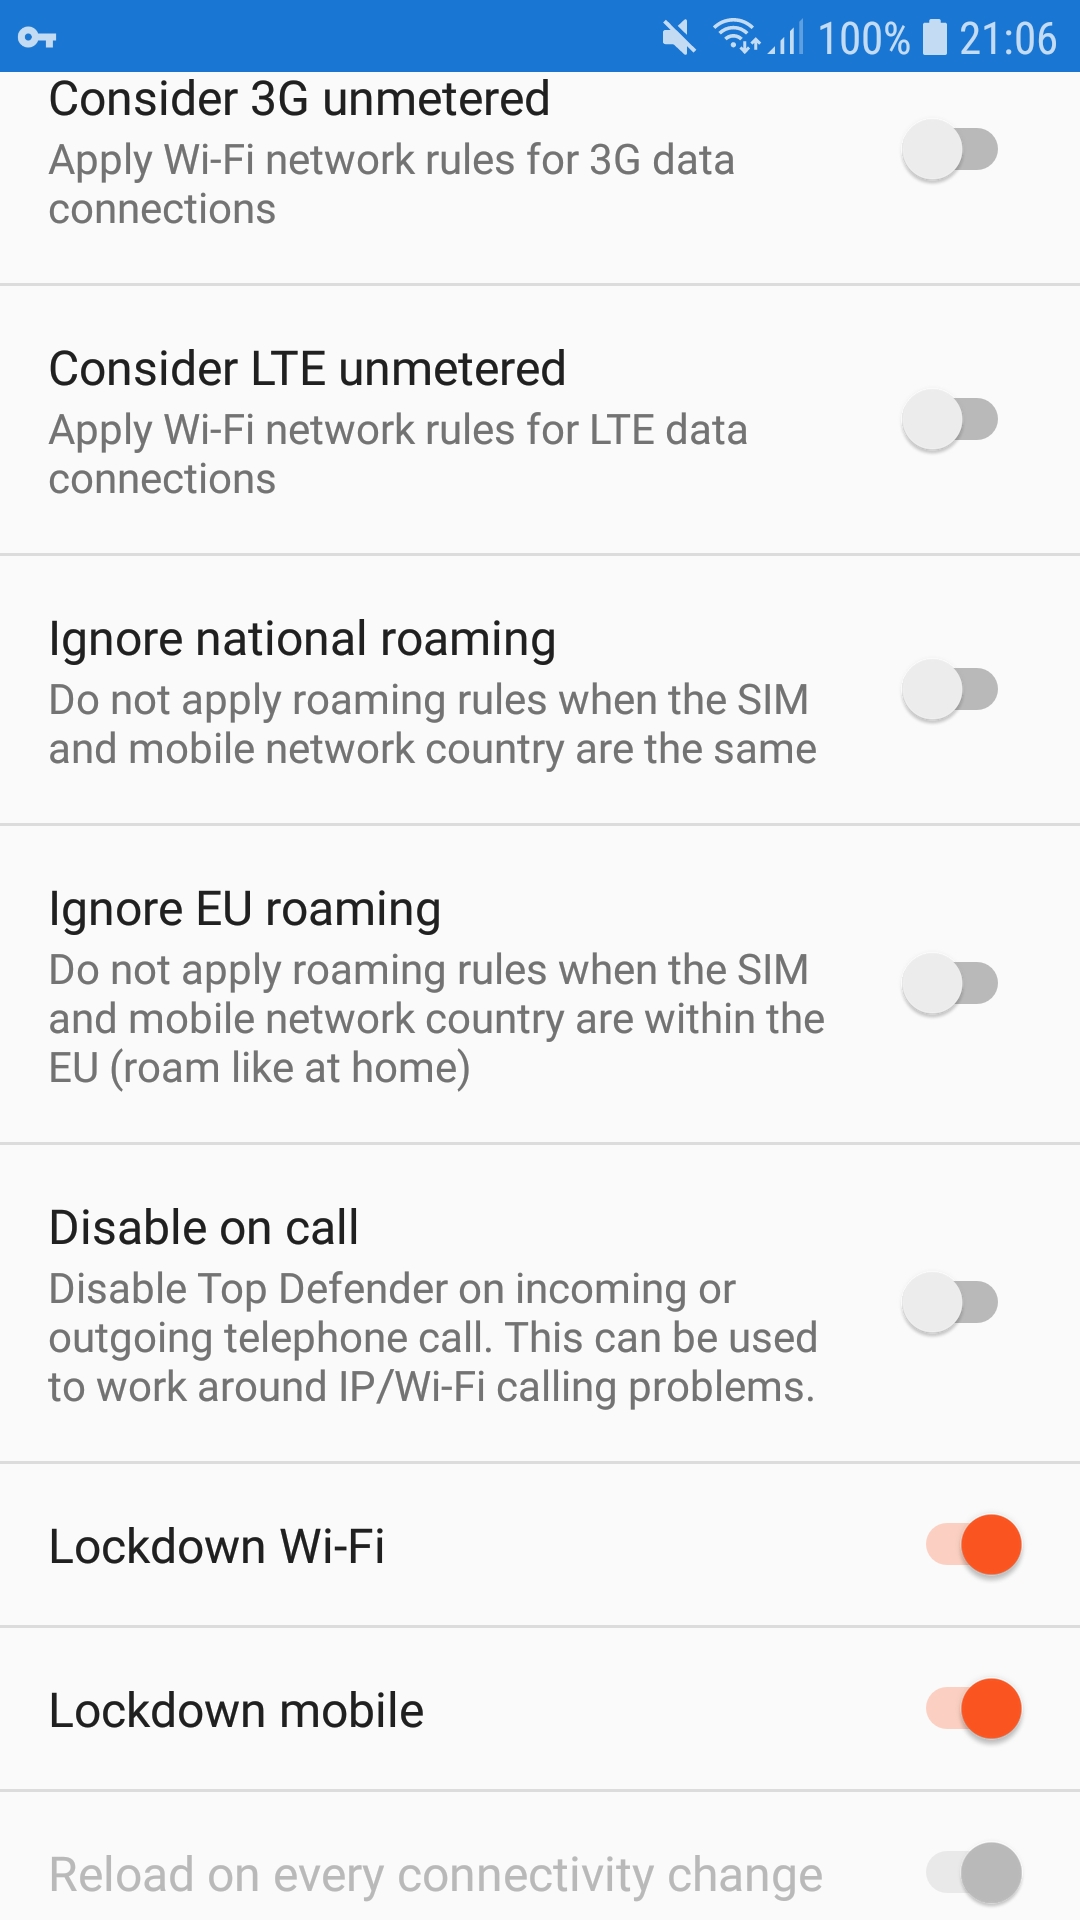 100% 21:06
Consider 3G unmetered
Apply Wi-Fi network rules for 3G data
connections
Consider LTE unmetered
Apply Wi-Fi network rules for LTE data
connections
Ignore national roaming
Do not apply roaming rules when the SIM
and mobile network country are the same
Ignore EU roaming
Do not apply roaming rules when the SIM
and mobile network country are within the
EU (roam like at home)
Disable on call
Disable Top Defender on incoming or
outgoing telephone call. This can be used
to work around IP/Wi-Fi calling problems.
Lockdown Wi-Fi
Lockdown mobile
Reload on every connectivity change